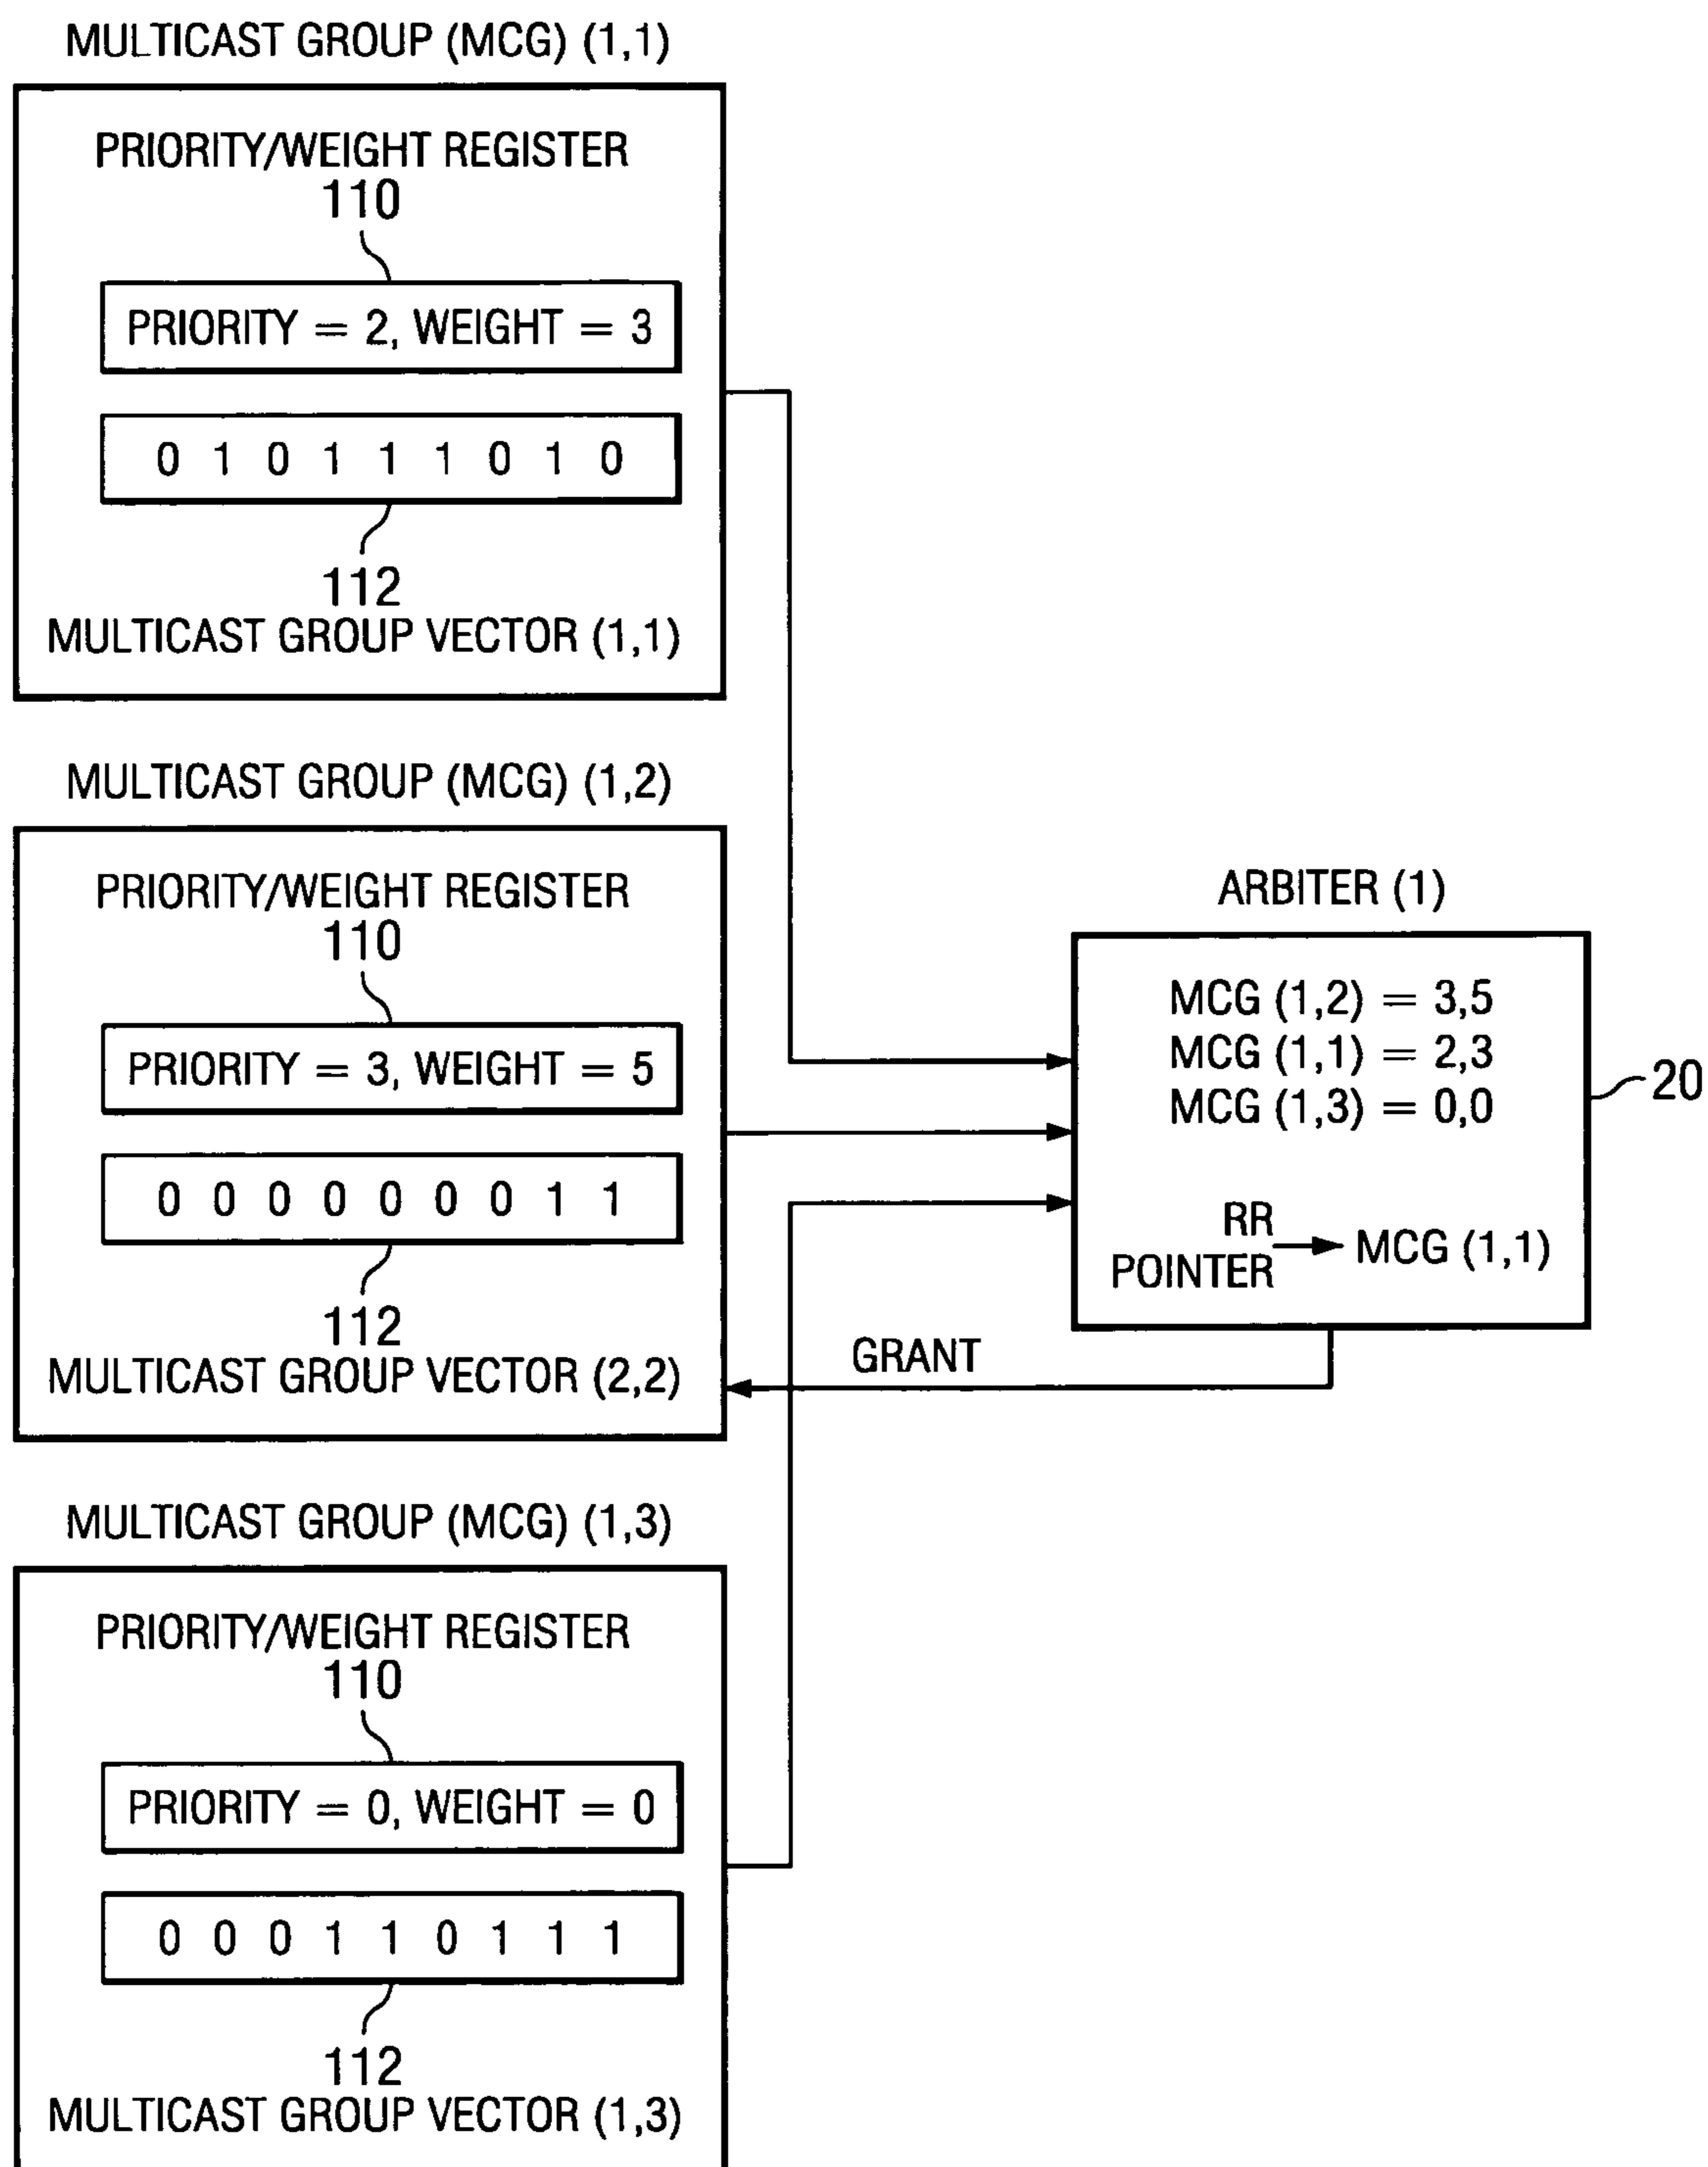 MULTICAST GROUP (MCG) (1,1)
PRIORITY/WEIGHT REGISTER
110
PRIORITY = 2, WEIGHT = 3
0 1 0 1 1 1 0 1 0
112
MULTICAST GROUP VECTOR (1,1)
MULTICAST GROUP (MCG) (1,2)
PRIORITY/WEIGHT REGISTER
110
PRIORITY = 3, WEIGHT = 5
0 0 0 0 0 0 0 1 1
112
MULTICAST GROUP VECTOR (2,2)
ARBITER (1)
MCG (1,2) = 3,5
MCG (1,1) = 2,3
MCG (1,3) = 0,0
20
RR
POINTER
MCG (1,1)
GRANT
MULTICAST GROUP (MCG) (1,3)
PRIORITY/WEIGHT REGISTER
110
PRIORITY = 0, WEIGHT = 0
0 0 0 1 1 0 1 1 1
112
MULTICAST GROUP VECTOR (1,3)